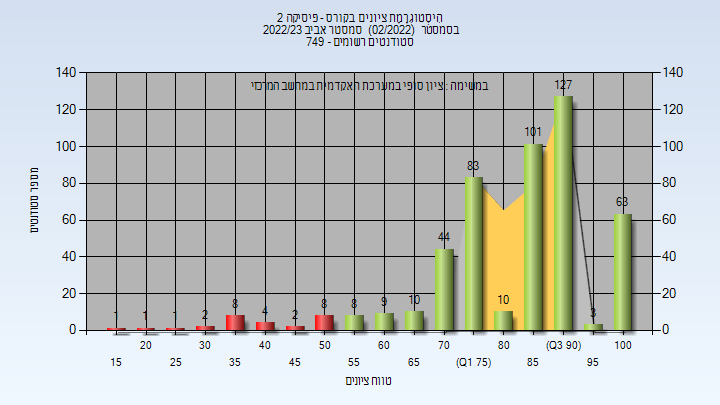 היסטוגרמת ציונים בקורס - פיסיקה 2
בסמסטר (02/2022) סמסטר אביב 2022/23
סטודנטים רשומים - 749
במשימה : ציון סופי במערכת האקדמית במחשב המרכזי
140 140
120 120
100 100
80 80
60 60
40 40
20 20
0 0
1 1 1 2 8 4 2 8 8 9 10 44 83 10 101 127 3 63
20 30 40 50 60 70 80 (Q3 90) 100
15 25 35 45 55 65 (Q1 75) 85 95
מספר סטודנטים
טווח ציונים